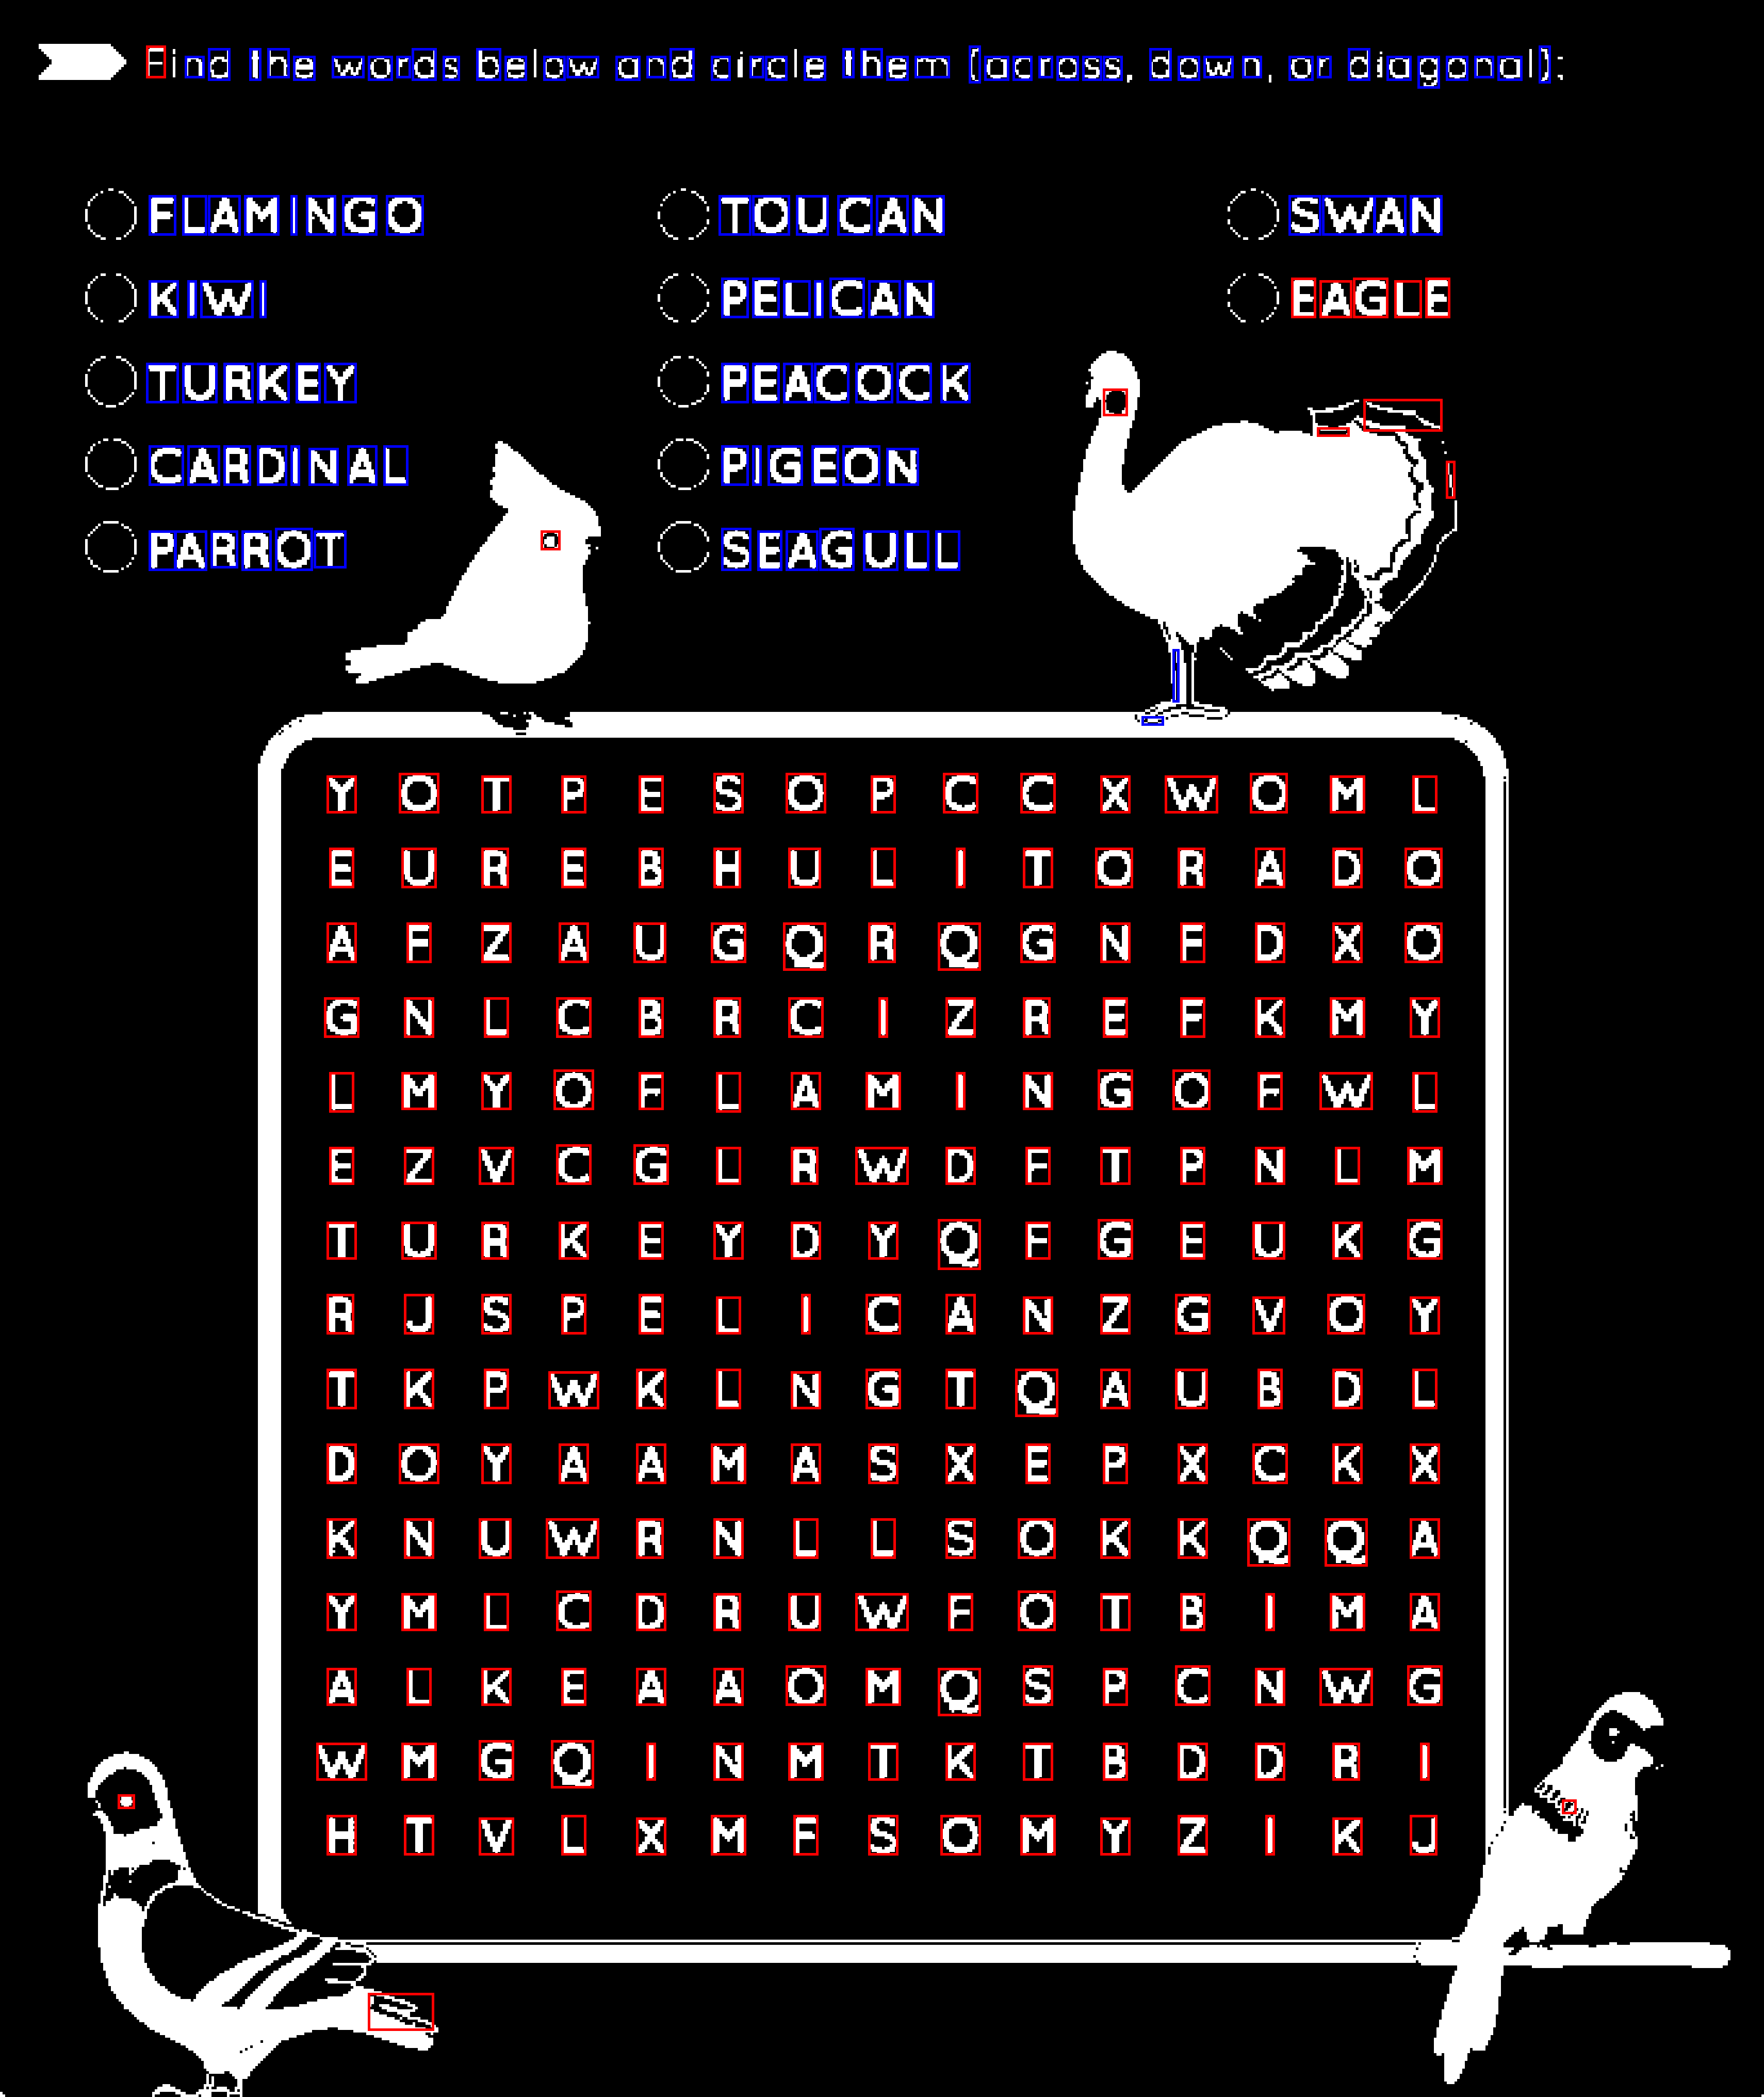 Find the words below and circle them (across, down, or diagonal):
FLAMINGO TOUCAN SWAN
KIWI PELICAN EAGLE
TURKEY PEACOCK
CARDINAL PIGEON
PARROT SEAGULL
Y O T P E S O P C C X W O M L
E U R E B H U L I T O R A D O
A F Z A U G Q R Q G N F D X O
G N L C B R C I Z R E F K M Y
L M Y O F L A M I N G O F W L
E Z V C G L R W D F T P N L M
T U R K E Y D Y Q F G E U K G
R J S P E L I C A N Z G V O Y
T K P W K L N G T Q A U B D L
D O Y A A M A S X E P X C K X
K N U W R N L L S O K K Q Q A
Y M L C D R U W F O T B I M A
A L K E A A O M Q S P C N W G
W M G Q I N M T K T B D D R I
H T V L X M F S O M Y Z I K J